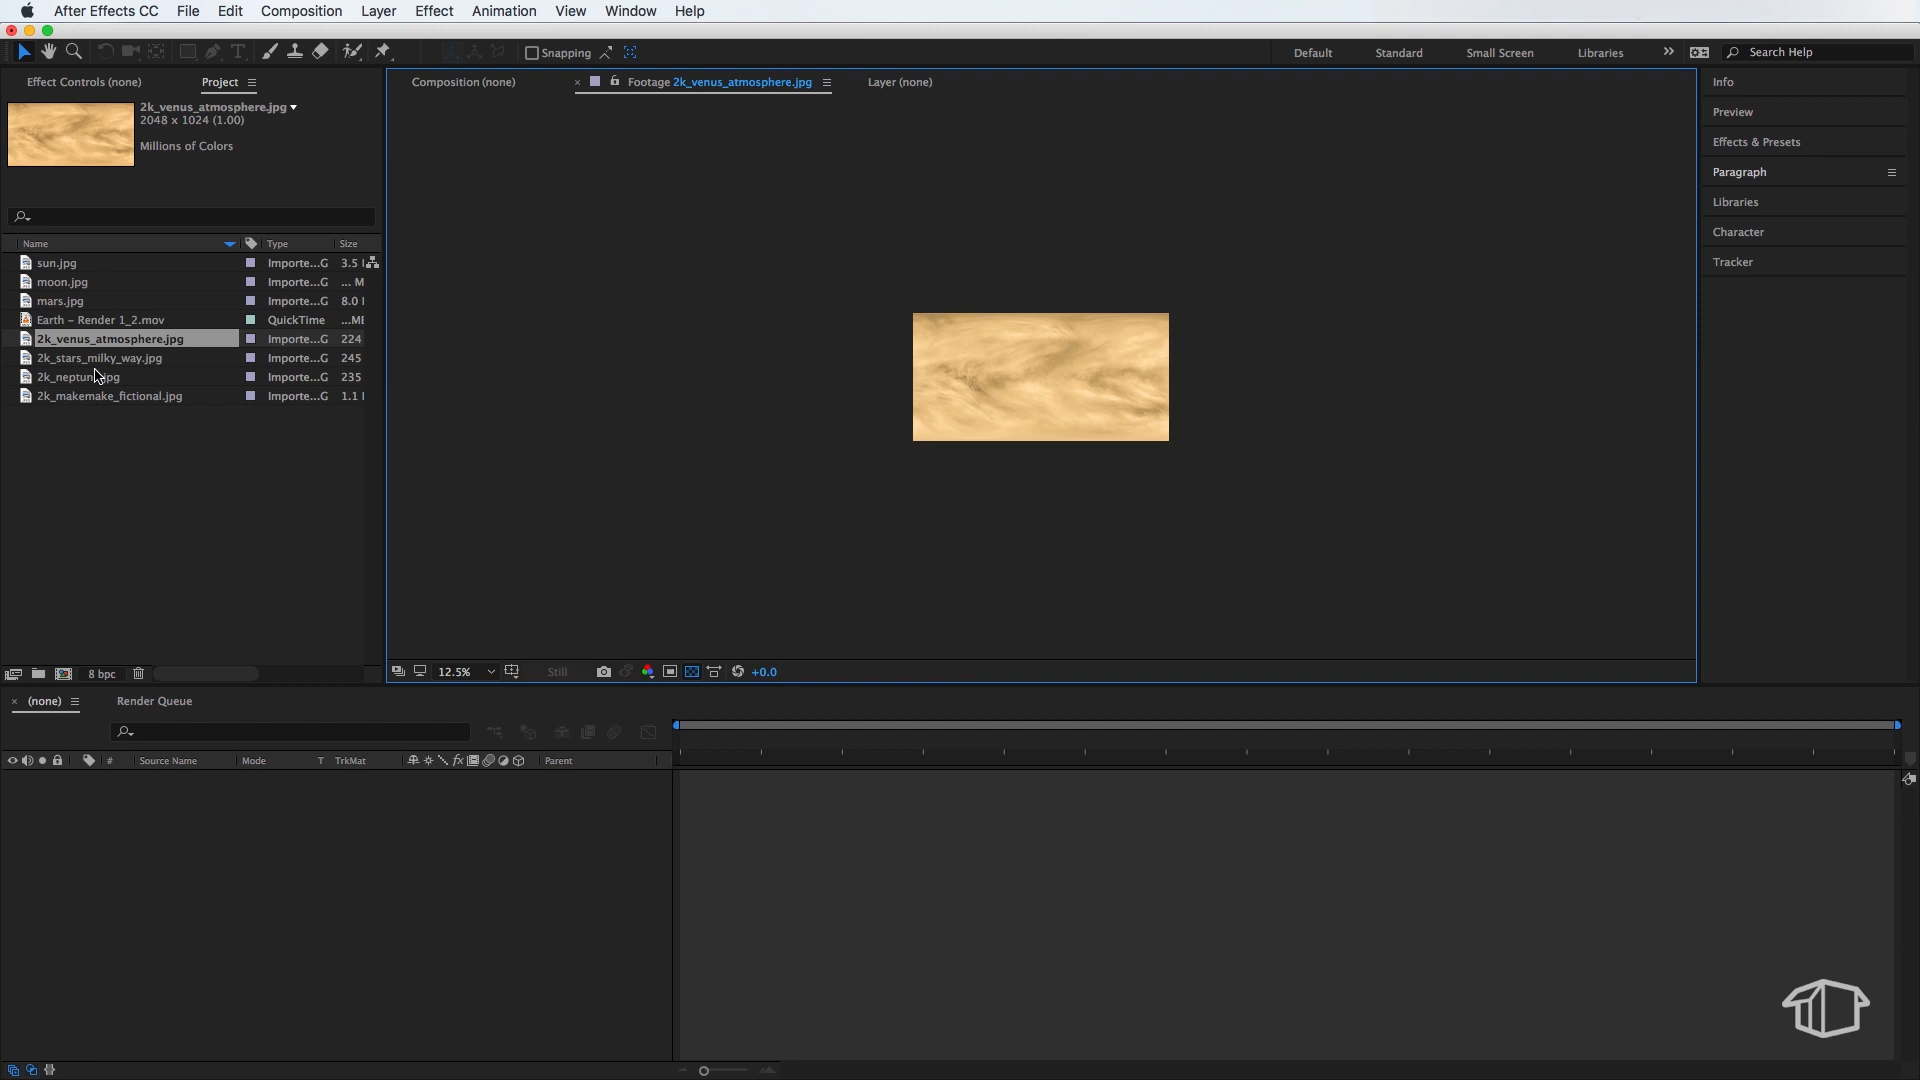 After Effects CC File Edit Composition Layer Effect Animation View Window Help
Snapping Default Standard Small Screen Libraries Search Help
Effect Controls (none) Project
2k_venus_atmosphere.jpg
2048 x 1024 (1.00)
Millions of Colors
Name Type Size
sun.jpg Importe...G 3.5
moon.jpg Importe...G ... M
mars.jpg Importe...G 8.0
Earth - Render 1_2.mov QuickTime ...ME
2k_venus_atmosphere.jpg Importe...G 224
2k_stars_milky_way.jpg Importe...G 245
2k_neptun jpg Importe...G 235
2k_makemake_fictional.jpg Importe...G 1.1
8 bpc
Composition (none) Footage 2k_venus_atmosphere.jpg Layer (none)
12.5% Still +0.0
Info
Preview
Effects & Presets
Paragraph
Libraries
Character
Tracker
(none) Render Queue
# Source Name Mode T TrkMat fx Parent